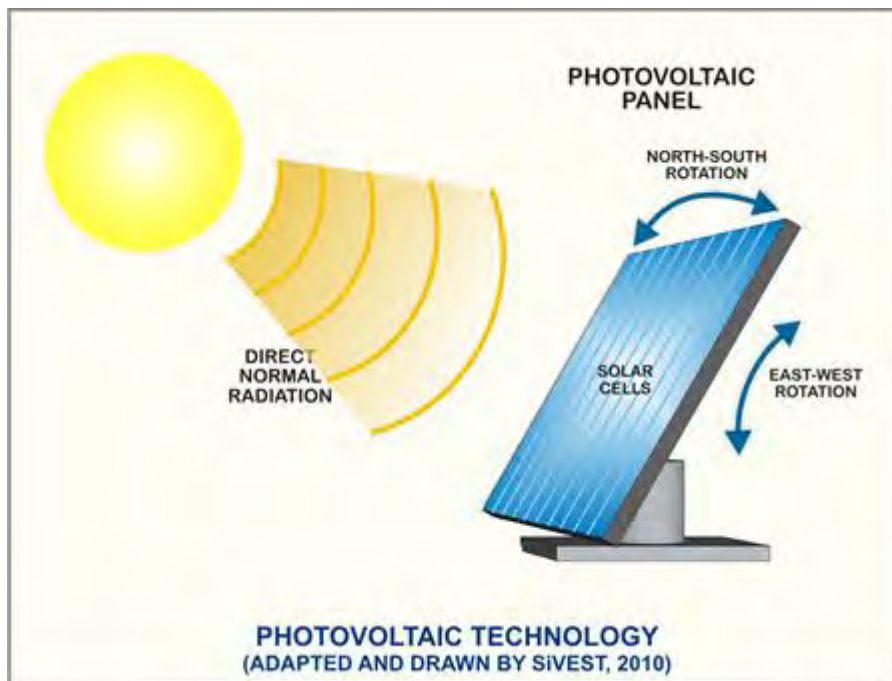 PHOTOVOLTAIC
PANEL
NORTH-SOUTH
ROTATION
DIRECT
NORMAL
RADIATION
SOLAR
CELLS
EAST-WEST
ROTATION
PHOTOVOLTAIC TECHNOLOGY
(ADAPTED AND DRAWN BY SiVEST, 2010)